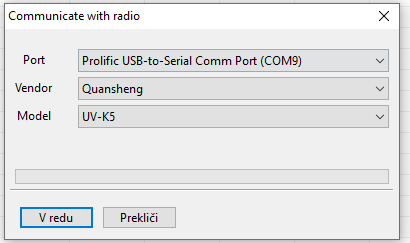 Communicate with radio
Port Prolific USB-to-Serial Comm Port (COM9)
Vendor Quansheng
Model UV-K5
V redu Prekliči